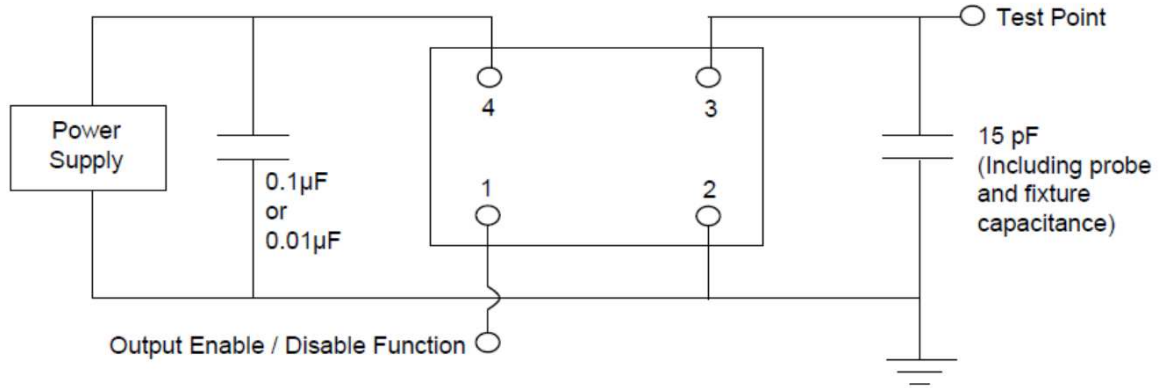 Test Point
4
3
Power
Supply
15 pF
(Including probe
and fixture
capacitance)
0.1µF
or
0.01µF
1
2
Output Enable / Disable Function